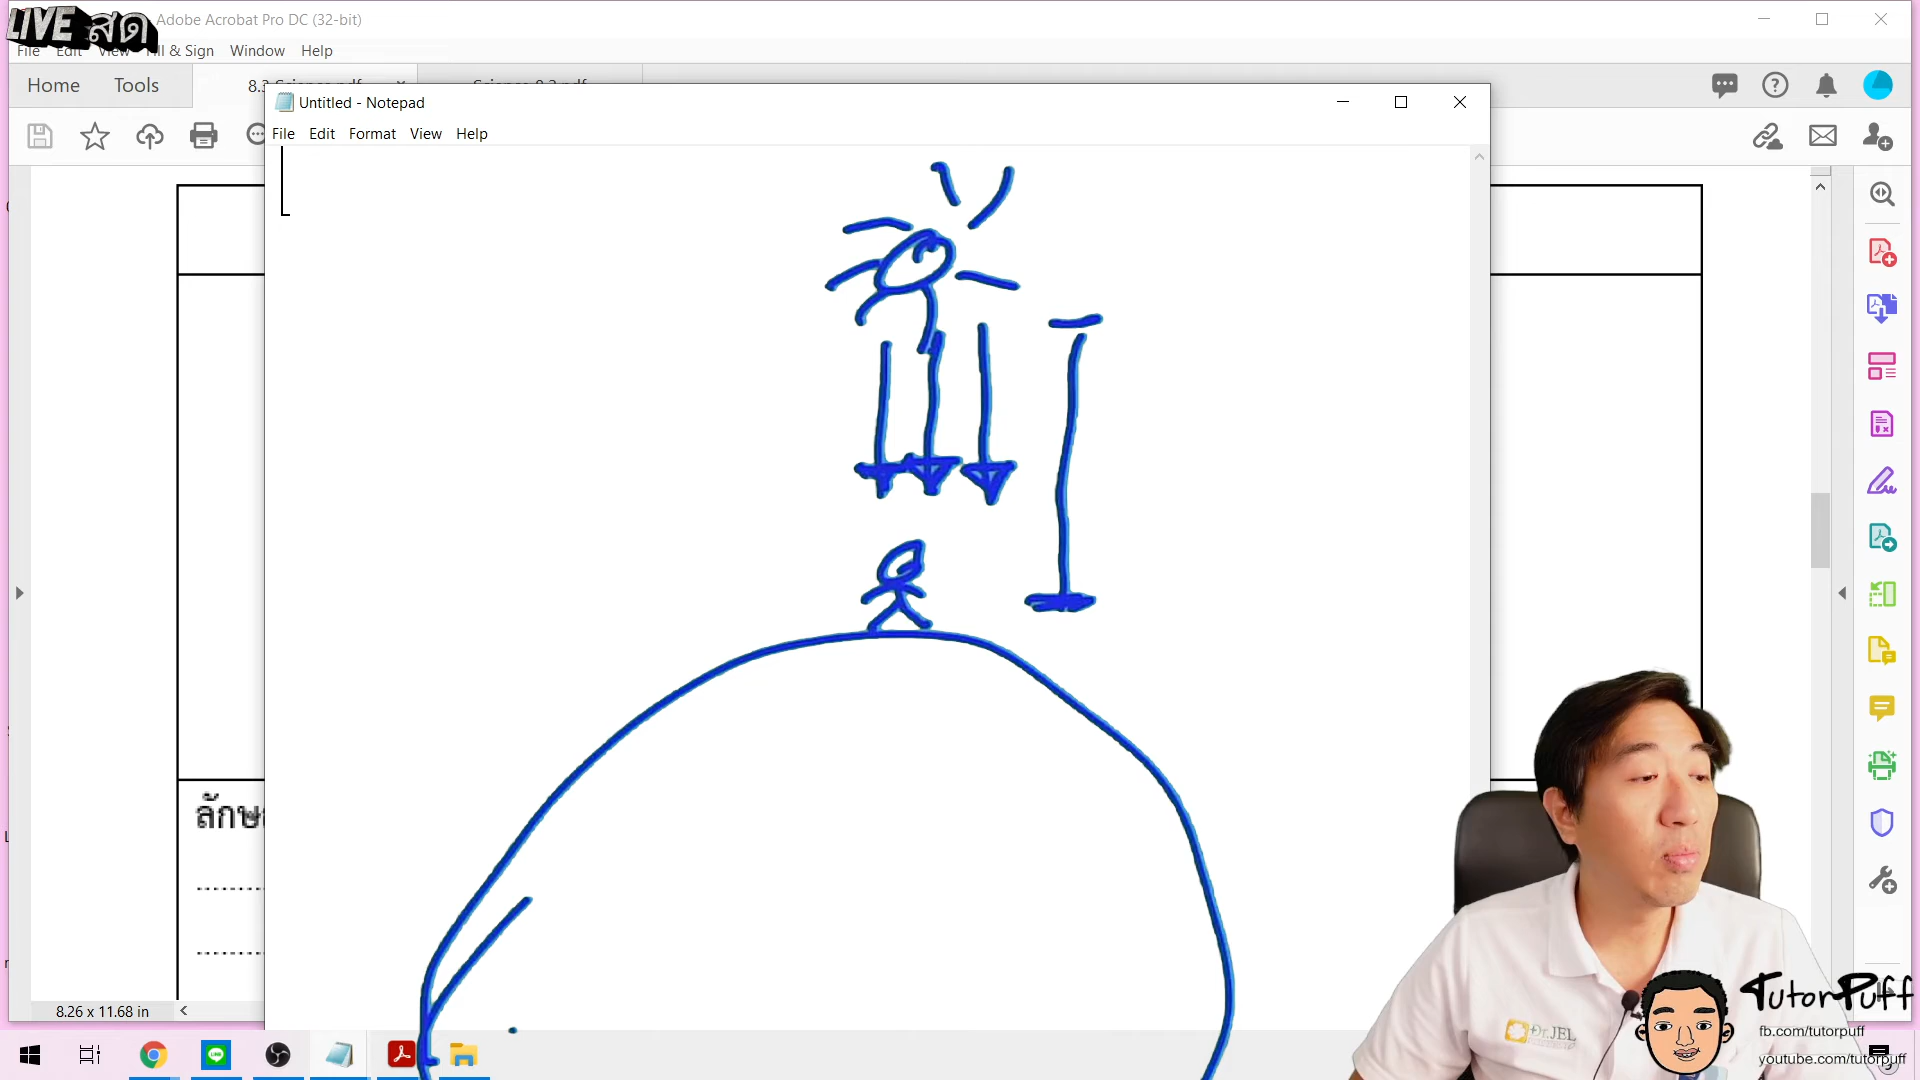 LIVE สด
Adobe Acrobat Pro DC (32-bit)
File Edit View Fill & Sign Window Help
Home Tools
Untitled - Notepad
File Edit Format View Help
ลักษ
8.26 x 11.68 in
Dr.JEL
TutorPuff
fb.com/tutorpuff
youtube.com/tutorpuff